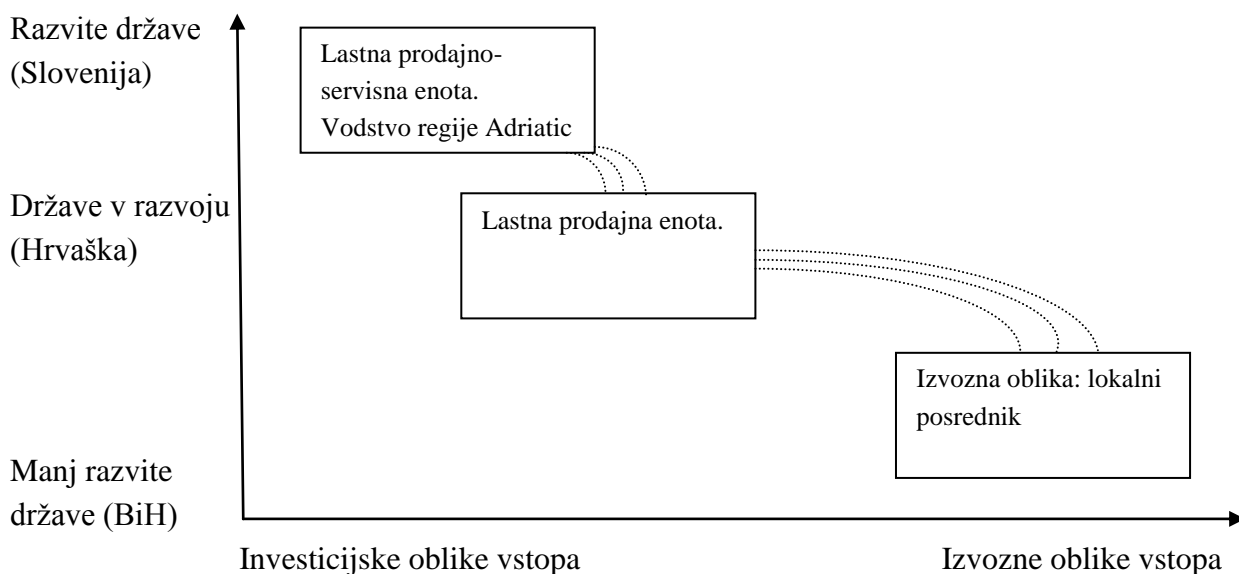 Razvite države
(Slovenija)
Lastna prodajno-
servisna enota.
Vodstvo regije Adriatic
Države v razvoju
(Hrvaška)
Lastna prodajna enota.
Izvozna oblika: lokalni
posrednik
Manj razvite
države (BiH)
Investicijske oblike vstopa
Izvozne oblike vstopa